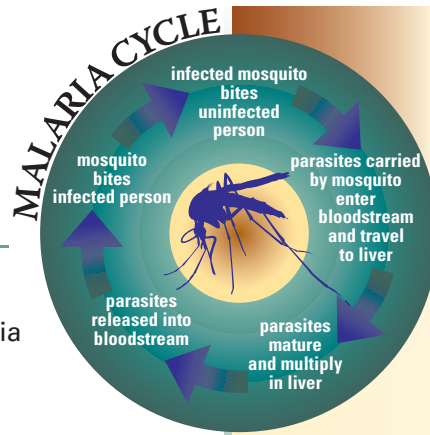 MALARIA CYCLE
infected mosquito
bites
uninfected
person
parasites carried
by mosquito
enter
bloodstream
and travel
to liver
parasites
mature
and multiply
in liver
parasites
released into
bloodstream
mosquito
bites
infected person
ia